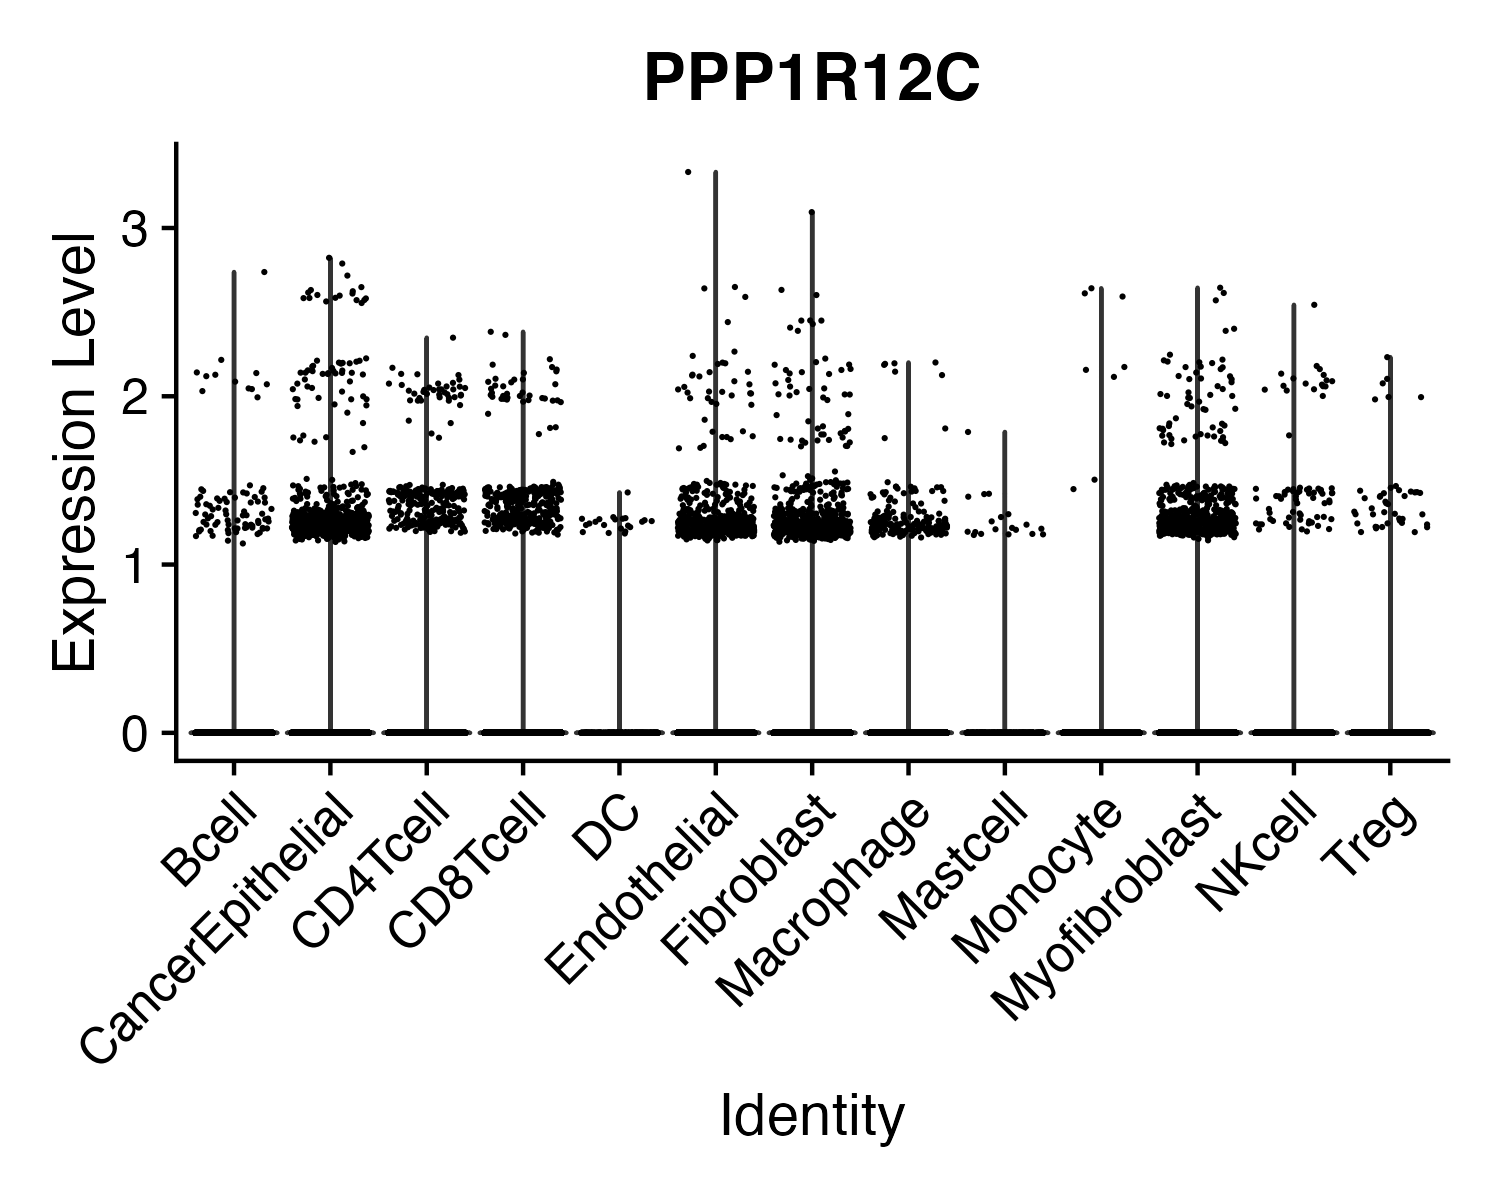 PPP1R12C
Expression Level
3
2
1
0
Bcell
CancerEpithelial
CD4Tcell
CD8Tcell
DC
Endothelial
Fibroblast
Macrophage
Mastcell
Monocyte
Myofibroblast
NKcell
Treg
Identity